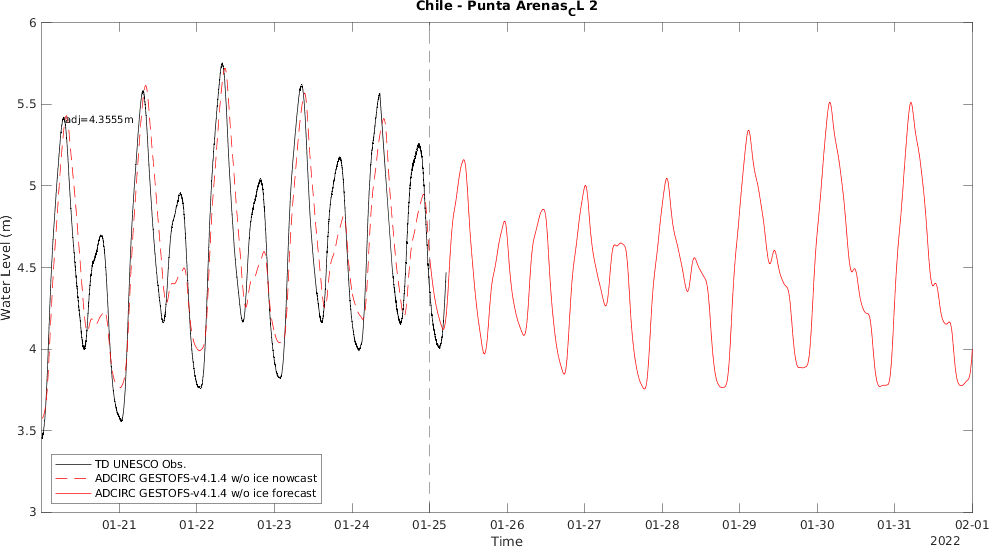 Chile - Punta Arenas_CL 2
6
5.5
5
4.5
4
3.5
3
Water Level (m)
adj=4.3555m
TD UNESCO Obs.
ADCIRC GESTOFS-v4.1.4 w/o ice nowcast
ADCIRC GESTOFS-v4.1.4 w/o ice forecast
01-21
01-22
01-23
01-24
01-25
01-26
01-27
01-28
01-29
01-30
01-31
02-01
Time
2022